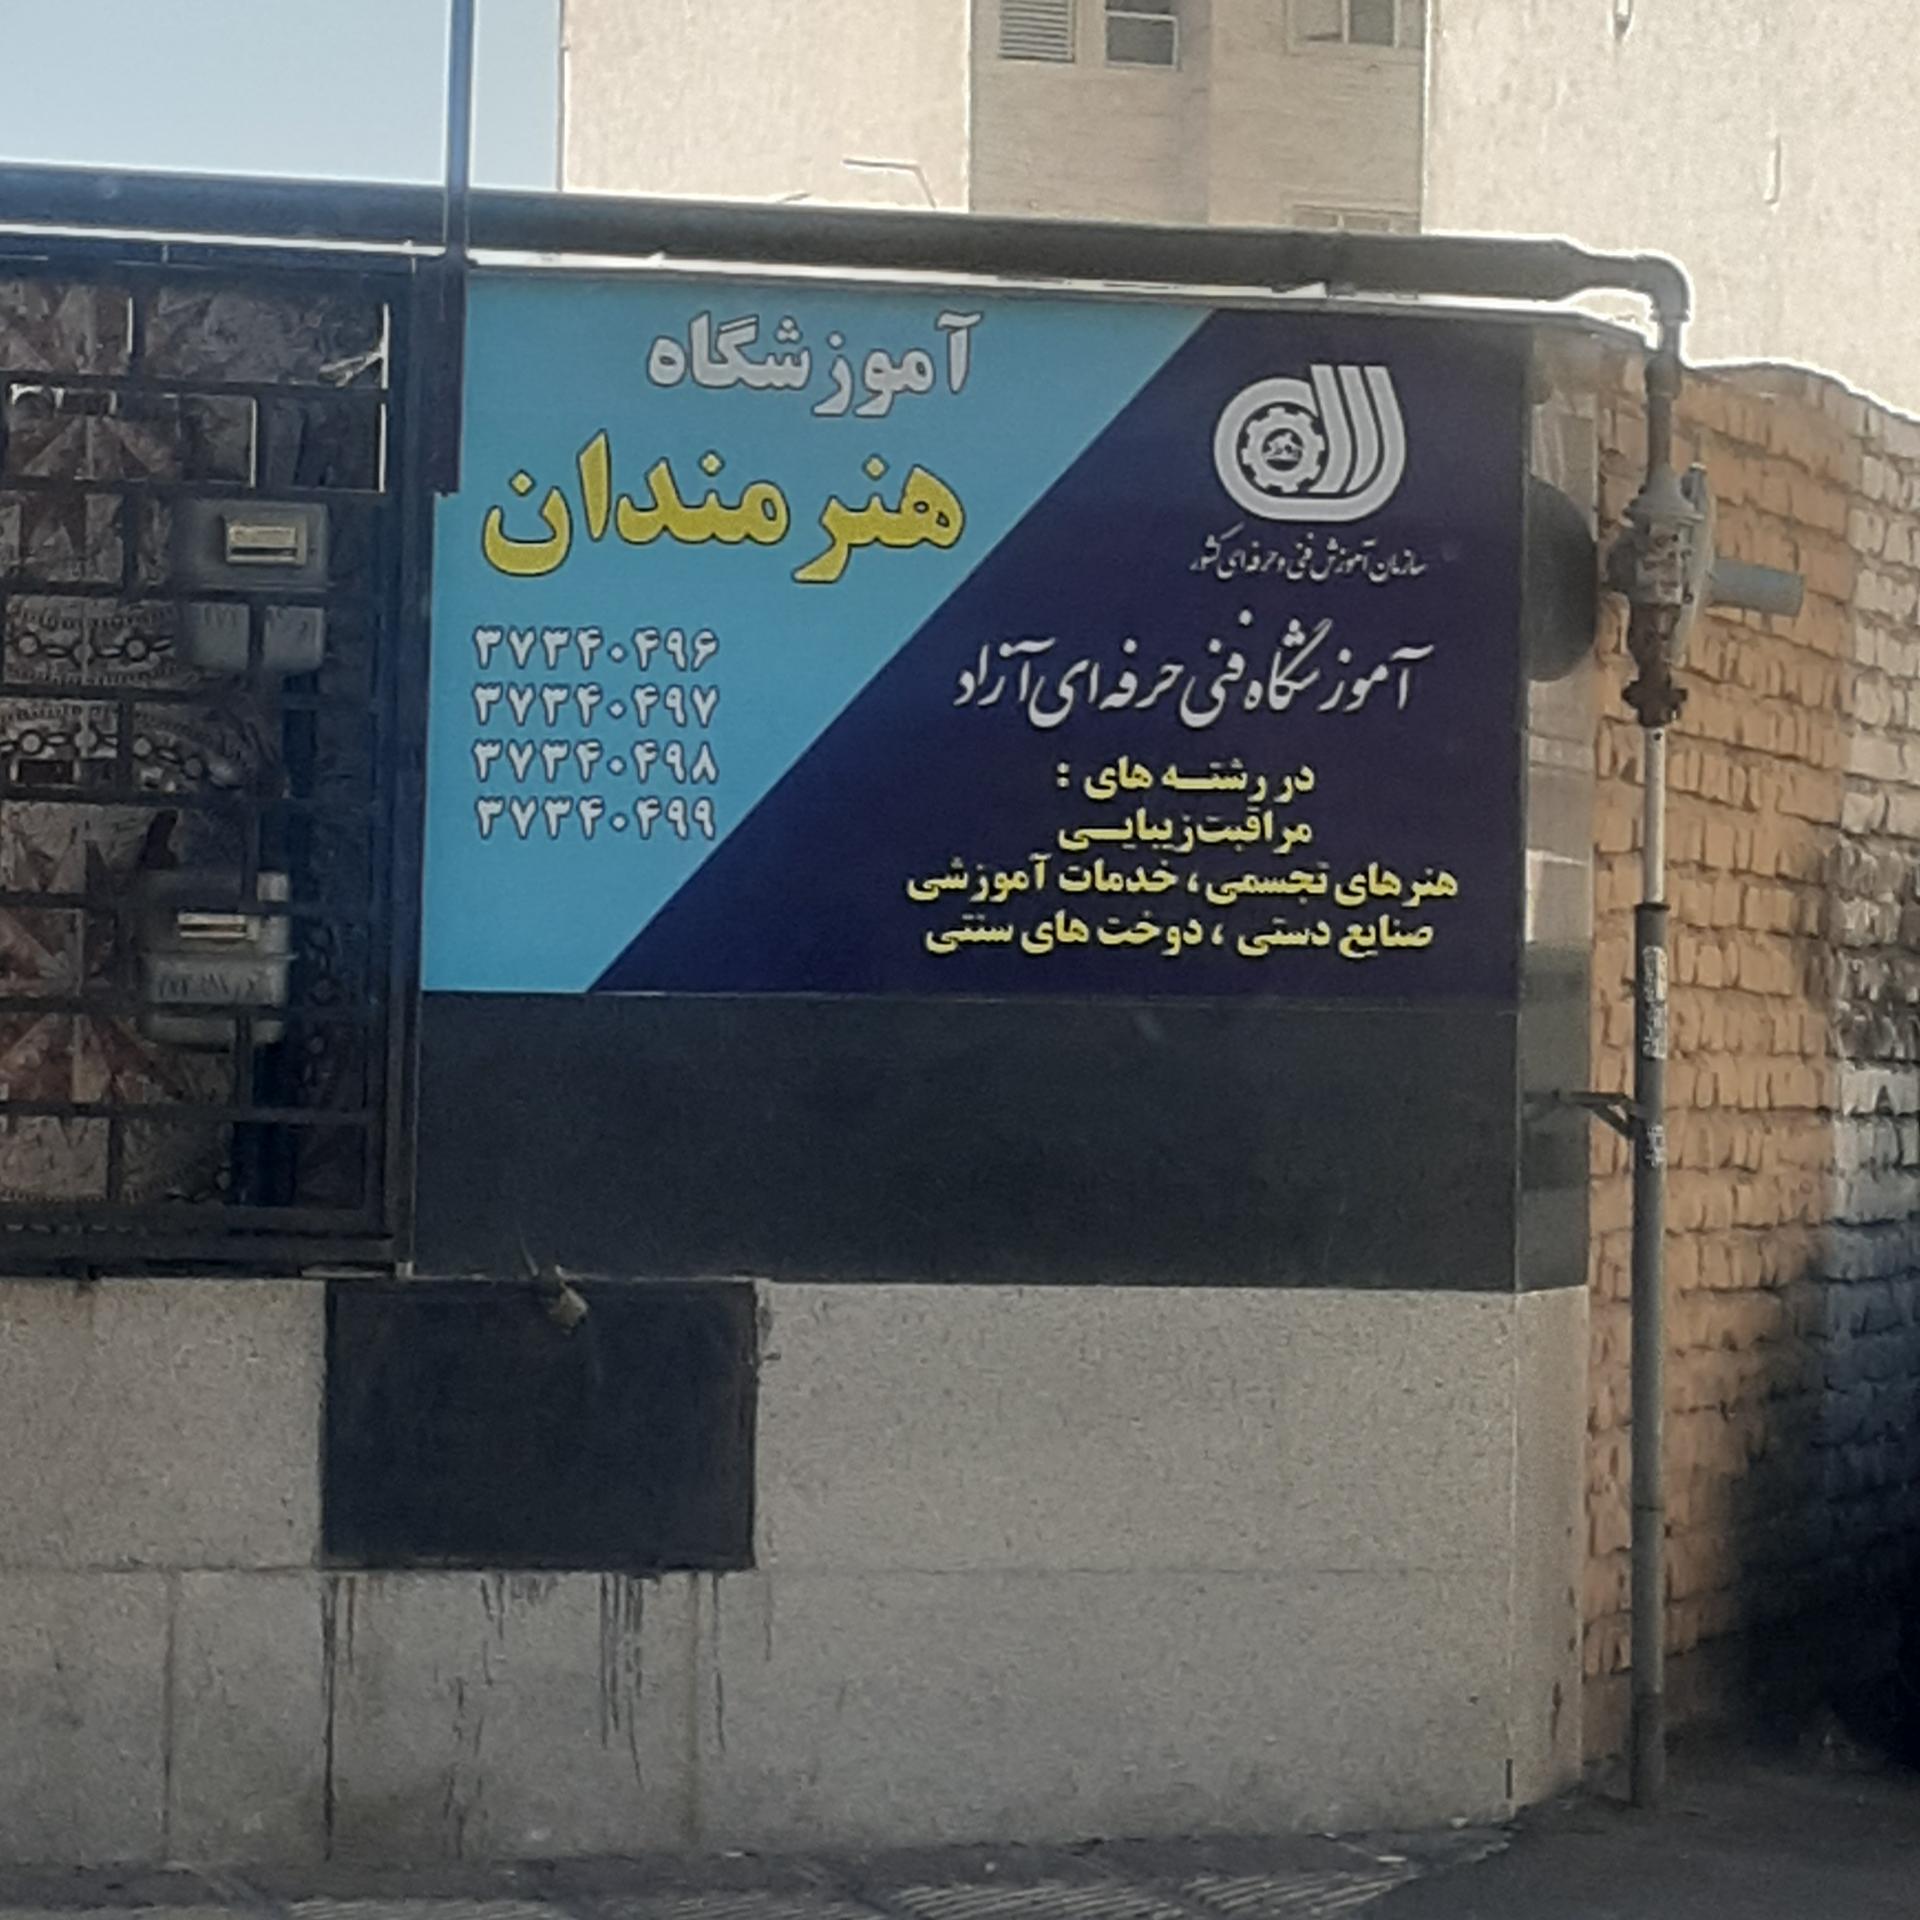 آموزشگاه
هنرمندان
۳۷۳۴۰۴۹۶
۳۷۳۴۰۴۹۷
۳۷۳۴۰۴۹۸
۳۷۳۴۰۴۹۹
سازمان آموزش فنی و حرفه‌ای کشور
آموزشگاه فنی حرفه ای آزاد
در رشته های :
مراقبت زیبایی
هنرهای تجسمی ، خدمات آموزشی
صنایع دستی ، دوخت های سنتی